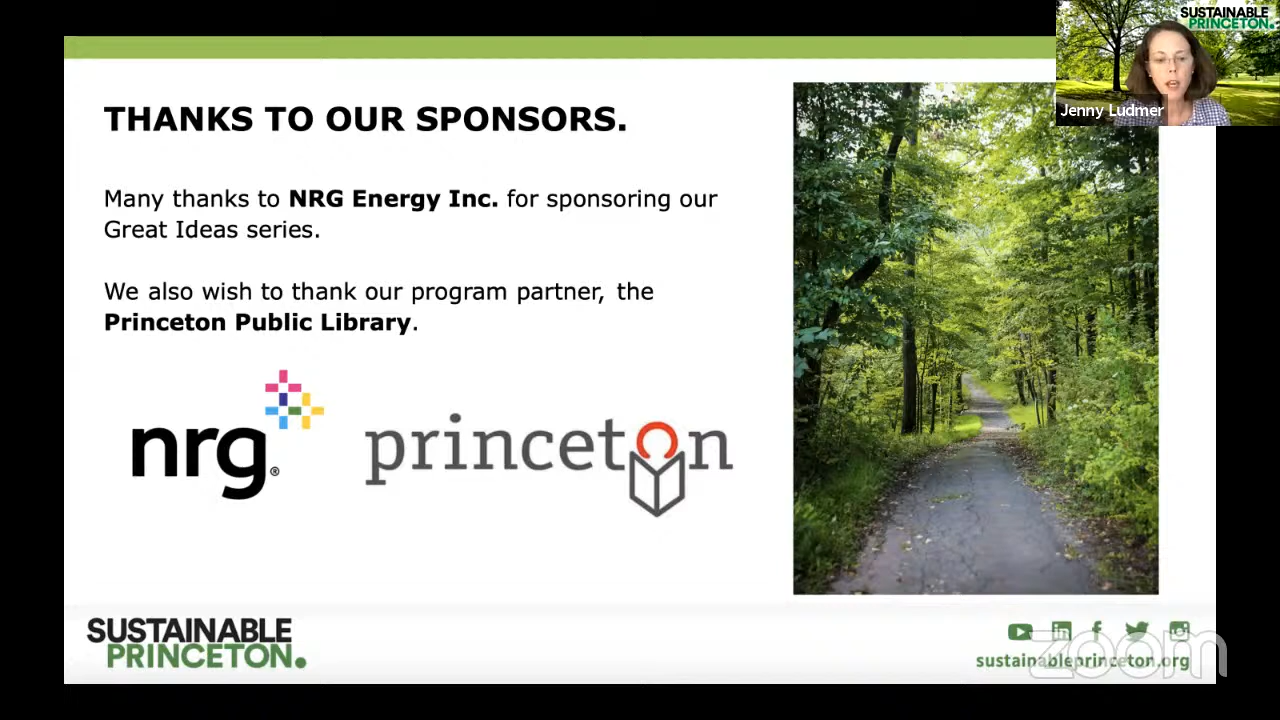 SUSTAINABLE
PRINCETON.
Jenny Ludmer
THANKS TO OUR SPONSORS.
Many thanks to NRG Energy Inc. for sponsoring our
Great Ideas series.
We also wish to thank our program partner, the
Princeton Public Library.
nrg®
princeton
SUSTAINABLE
PRINCETON.
sustainableprinceton.org
zoom